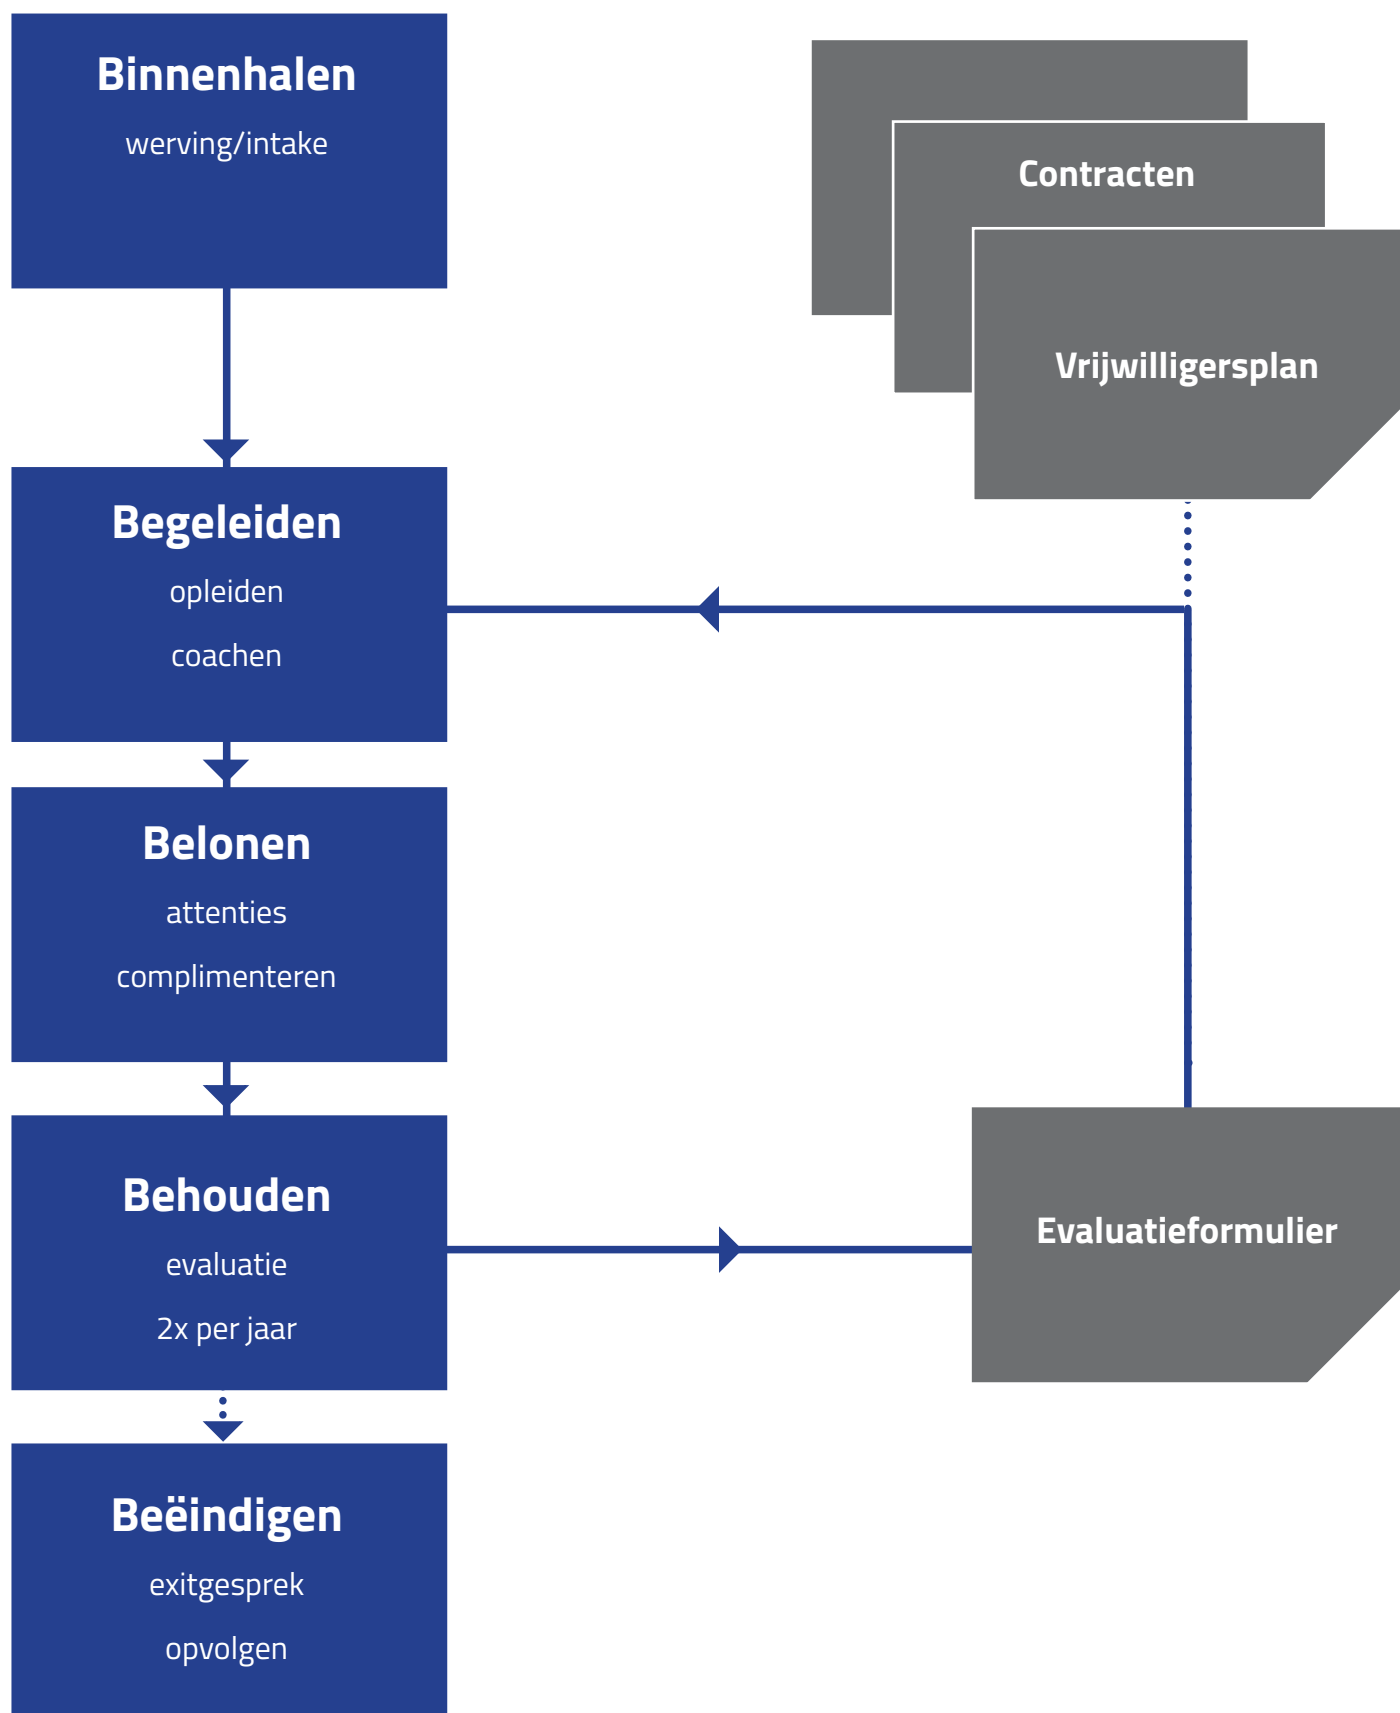 Binnenhalen
werving/intake
Contracten
Vrijwilligersplan
Begeleiden
opleiden
coachen
Belonen
attenties
complimenteren
Behouden
evaluatie
2x per jaar
Evaluatieformulier
Beëindigen
exitgesprek
opvolgen